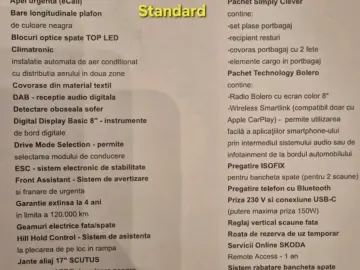 Standard
Apel urgenta (eCall)
Bare longitudinale plafon
de culoare neagra
Blocuri optice spate TOP LED
Climatronic
instalatie automata de aer conditionat
cu distributia aerului in doua zone
Covorase din material textil
DAB - receptie audio digitala
Detectare oboseala sofer
Digital Display Basic 8" - instrumente
de bord digitale
Drive Mode Selection - permite
selectarea modului de conducere
ESC - sistem electronic de stabilitate
Front Assistant - Sistem de avertizare
si franare de urgenta
Garantie extinsa la 4 ani
in limita a 120.000 km
Geamuri electrice fata/spate
Hill Hold Control - Sistem de asistenta
la plecarea de pe loc in rampa
Jante aliaj 17" SCUTUS
Pachet Simply Clever
contine:
-set plase portbagaj
-recipient resturi
-covoras portbagaj cu 2 fete
-elemente cargo in portbagaj
Pachet Technology Bolero
contine:
-Radio Bolero cu ecran color 8"
-Wireless Smartlink (compatibil doar cu
Apple CarPlay) – permite utilizarea
facilă a aplicaţiilor smartphone-ului
prin intermediul sistemului audio sau de
infotainment de la bordul automobilului
Pregatire ISOFIX
pentru bancheta spate (pentru 2 scaune)
Pregatire telefon cu Bluetooth
Priza 230 V si conexiune USB-C
(putere maxima priza 150W)
Reglaj vertical scaune fata
Roata de rezerva de uz temporar
Servicii Online SKODA
Remote Access - 1 an
Sistem rabatare bancheta spate